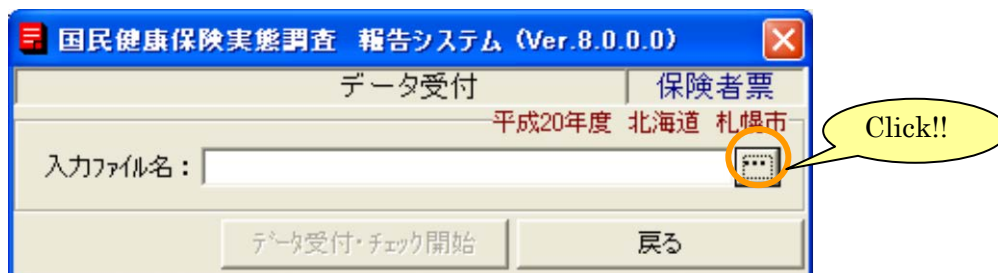 国民健康保険実態調査 報告システム (Ver.8.0.0.0)
データ受付 保険者票
平成20年度 北海道 札幌市
Click!!
入力ファイル名：
...
データ受付・チェック開始 戻る